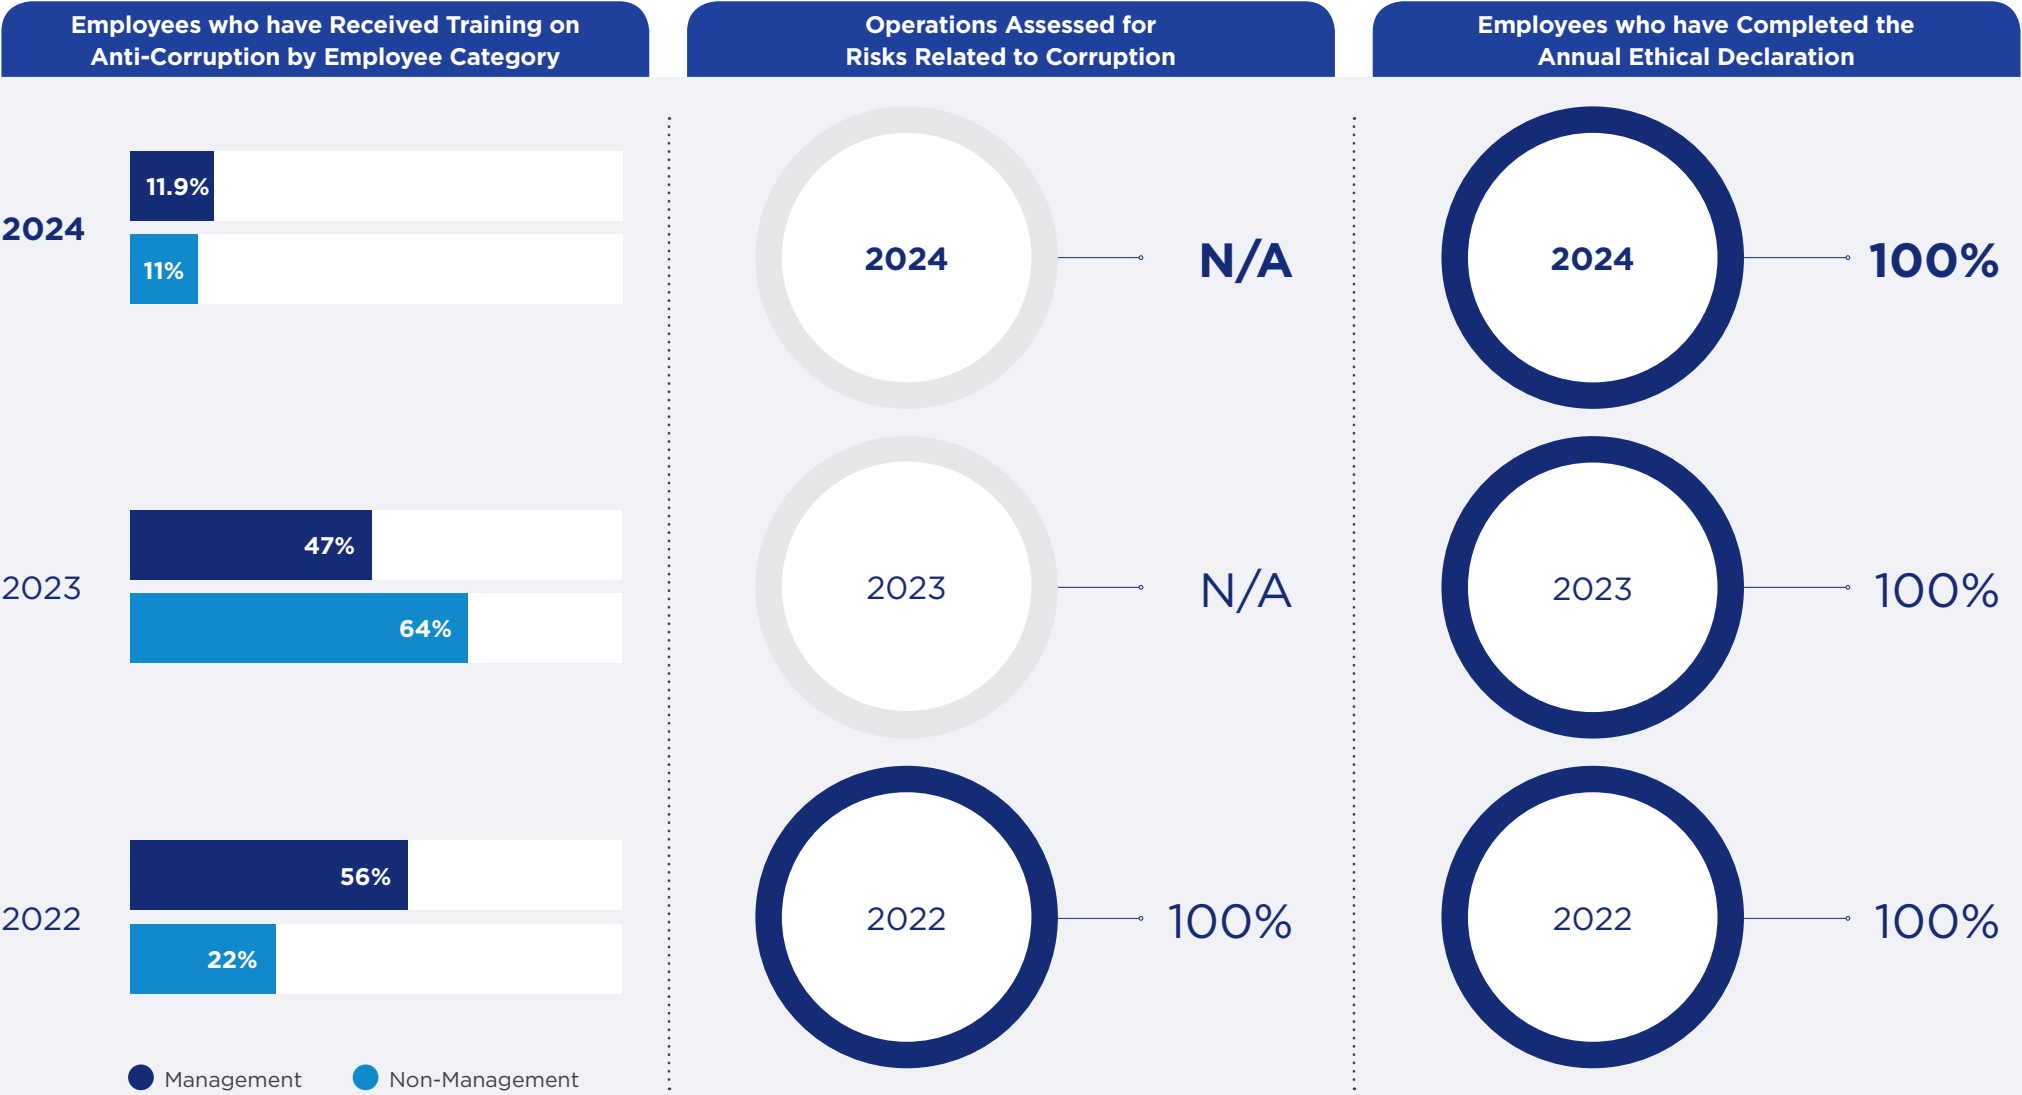 Employees who have Received Training on
Anti-Corruption by Employee Category
2024
11.9%
11%
2023
47%
64%
2022
56%
22%
Management
Non-Management
Operations Assessed for
Risks Related to Corruption
2024
N/A
2023
N/A
2022
100%
Employees who have Completed the
Annual Ethical Declaration
2024
100%
2023
100%
2022
100%